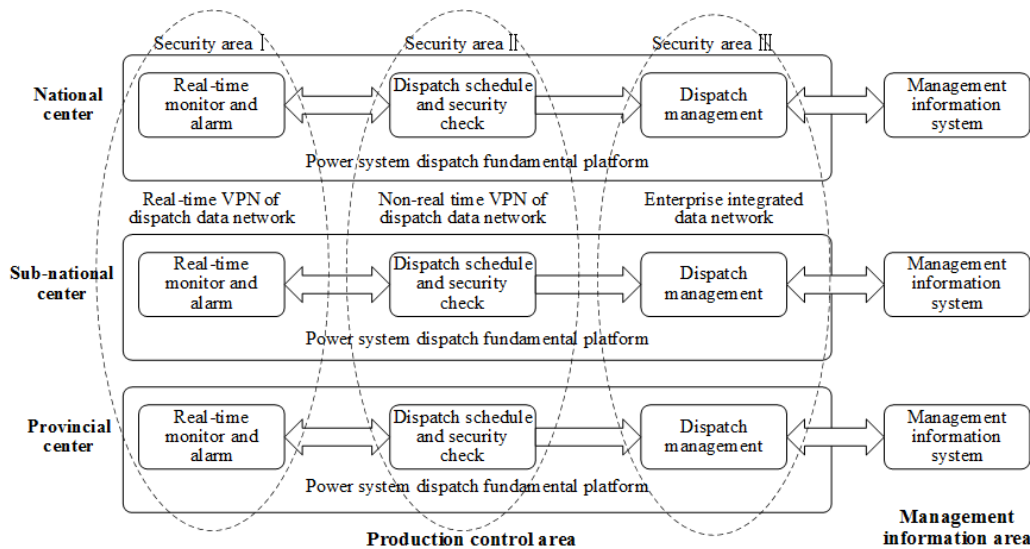 Security area Ⅰ
Security area Ⅱ
Security area Ⅲ
National
center
Real-time
monitor and
alarm
Dispatch schedule
and security
check
Dispatch
management
Management
information
system
Power system dispatch fundamental platform
Real-time VPN of
dispatch data network
Non-real time VPN of
dispatch data network
Enterprise integrated
data network
Sub-national
center
Real-time
monitor and
alarm
Dispatch schedule
and security
check
Dispatch
management
Management
information
system
Power system dispatch fundamental platform
Provincial
center
Real-time
monitor and
alarm
Dispatch schedule
and security
check
Dispatch
management
Management
information
system
Power system dispatch fundamental platform
Production control area
Management
information area